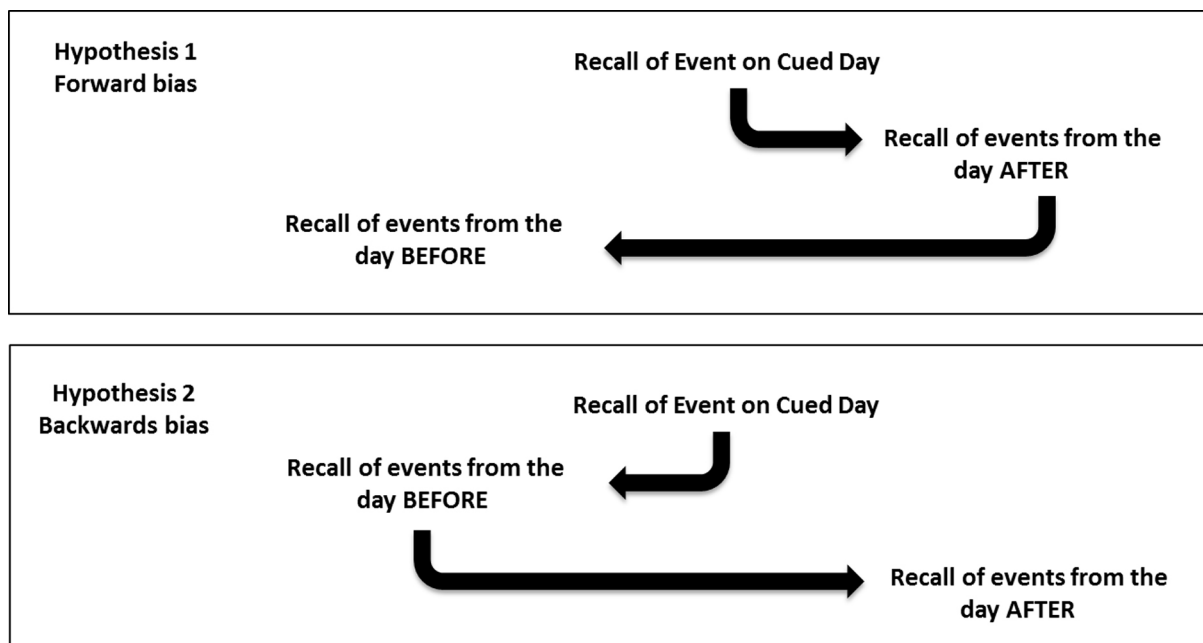 Hypothesis 1
Forward bias
Recall of Event on Cued Day
Recall of events from the
day AFTER
Recall of events from the
day BEFORE
Hypothesis 2
Backwards bias
Recall of Event on Cued Day
Recall of events from the
day BEFORE
Recall of events from the
day AFTER